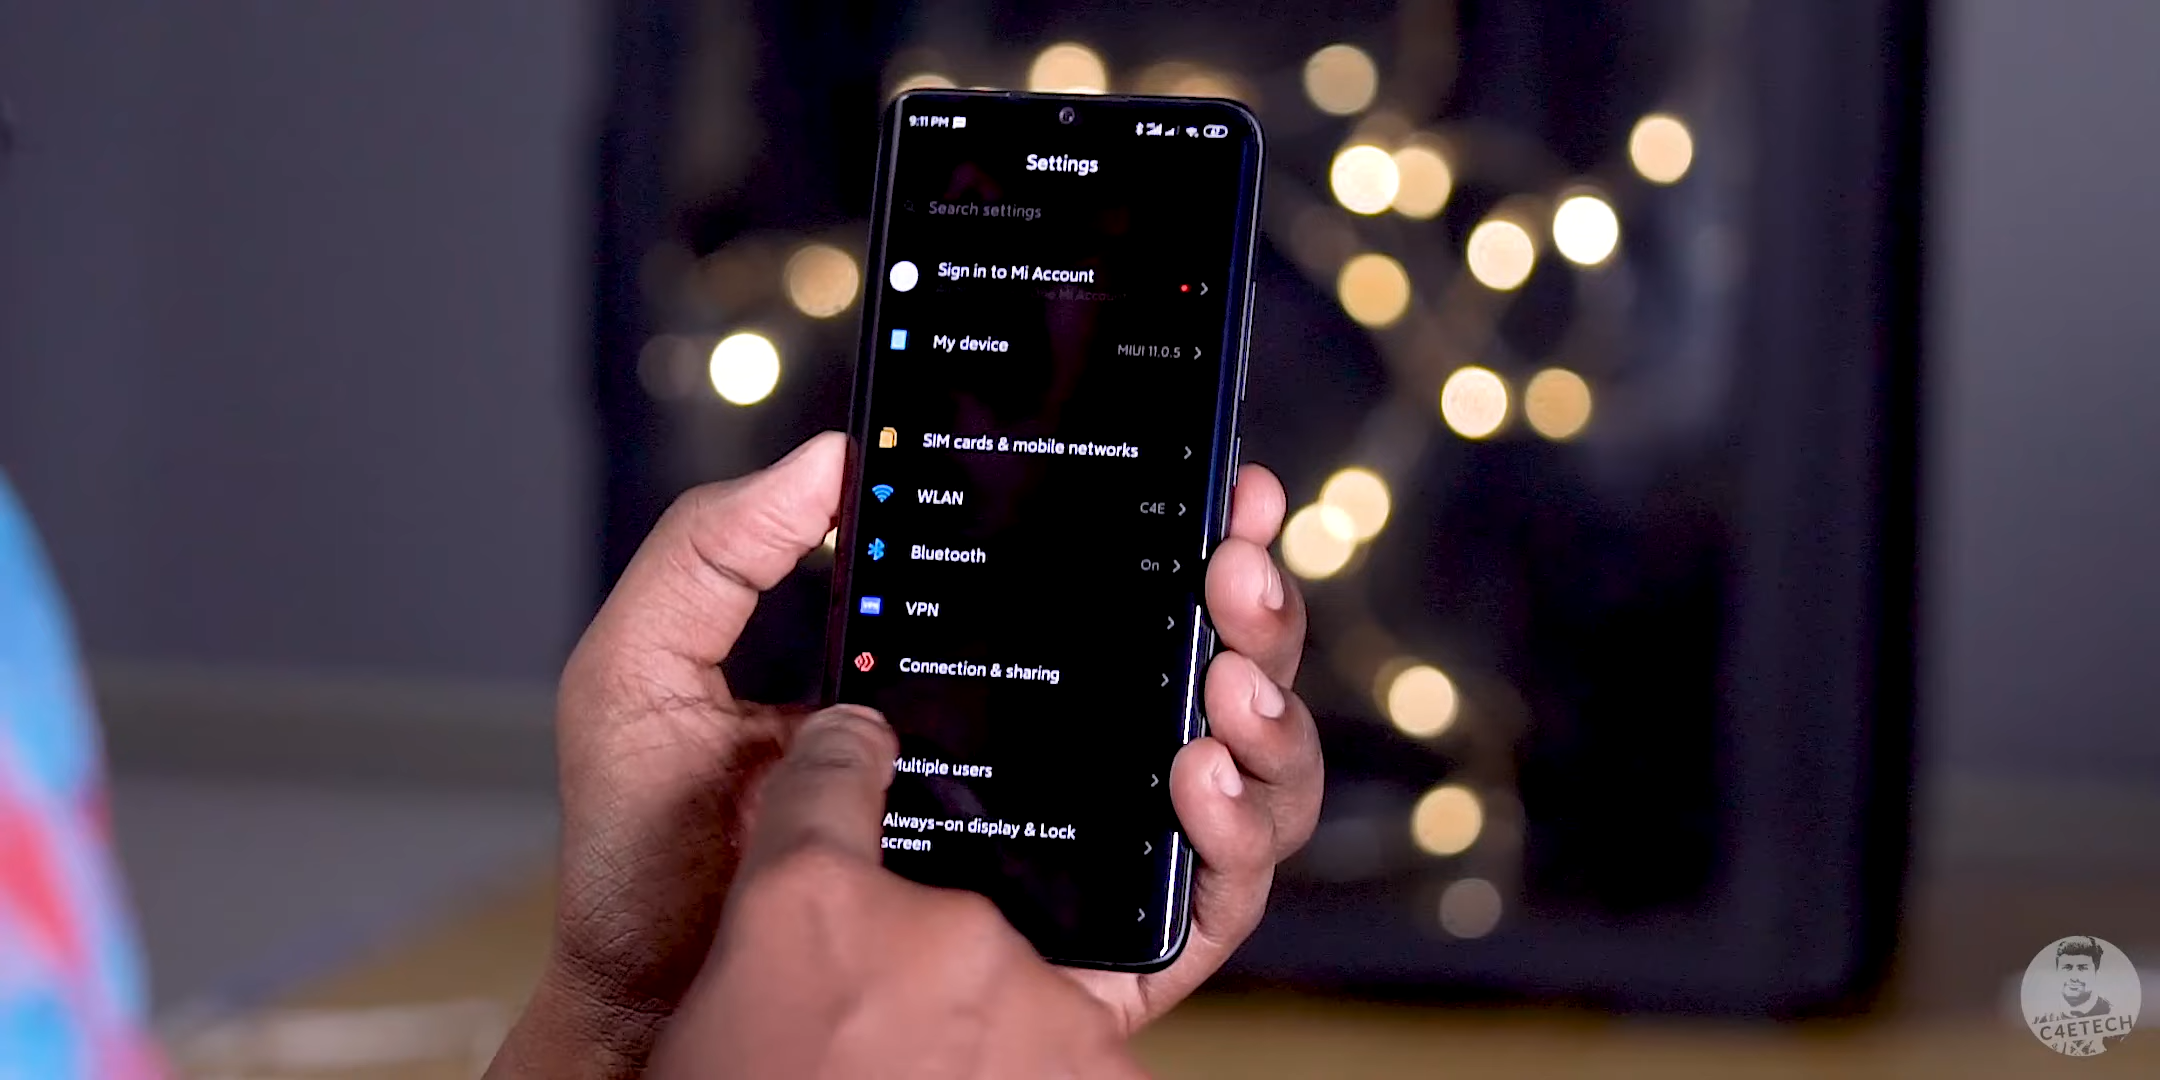 9:11 PM
Settings
Search settings
Sign in to Mi Account
My device
MIUI 11.0.5
SIM cards & mobile networks
WLAN
C4E
Bluetooth
On
VPN
Connection & sharing
Multiple users
Always-on display & Lock
screen
C4ETECH